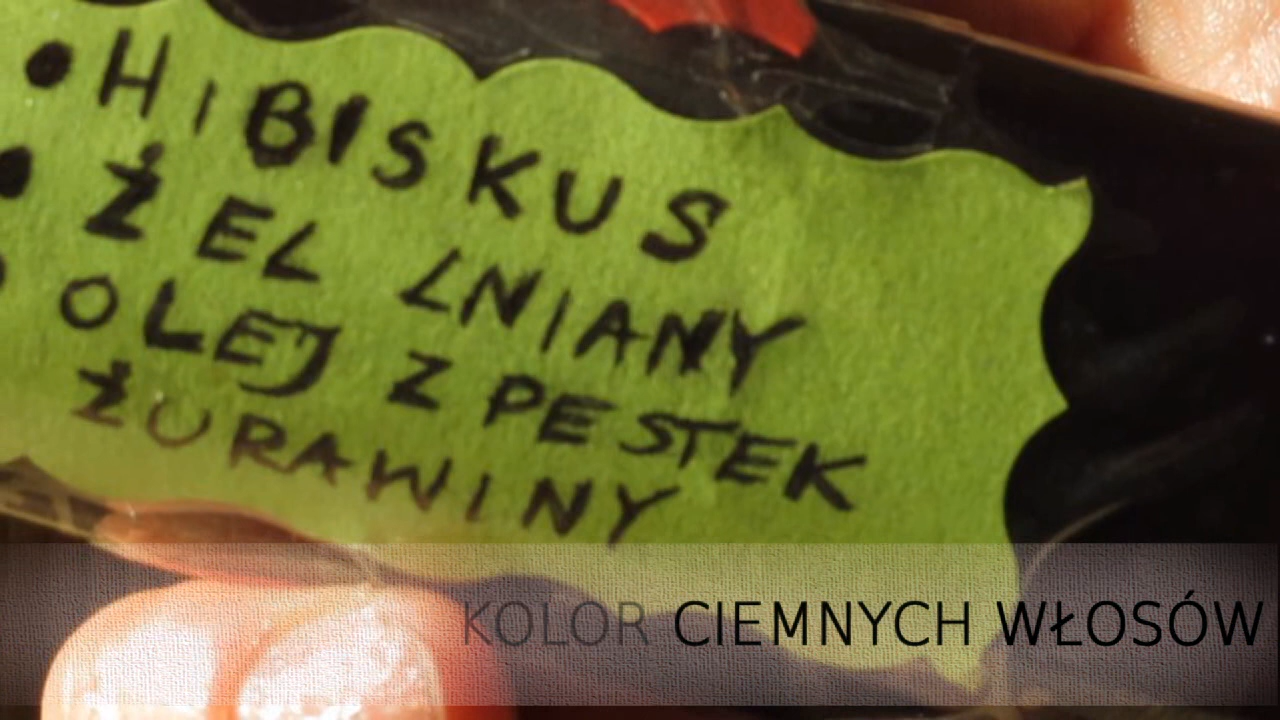 • HIBISKUS
• ŻEL LNIANY
• OLEJ Z PESTEK
ŻURAWINY
KOLOR CIEMNYCH WŁOSÓW